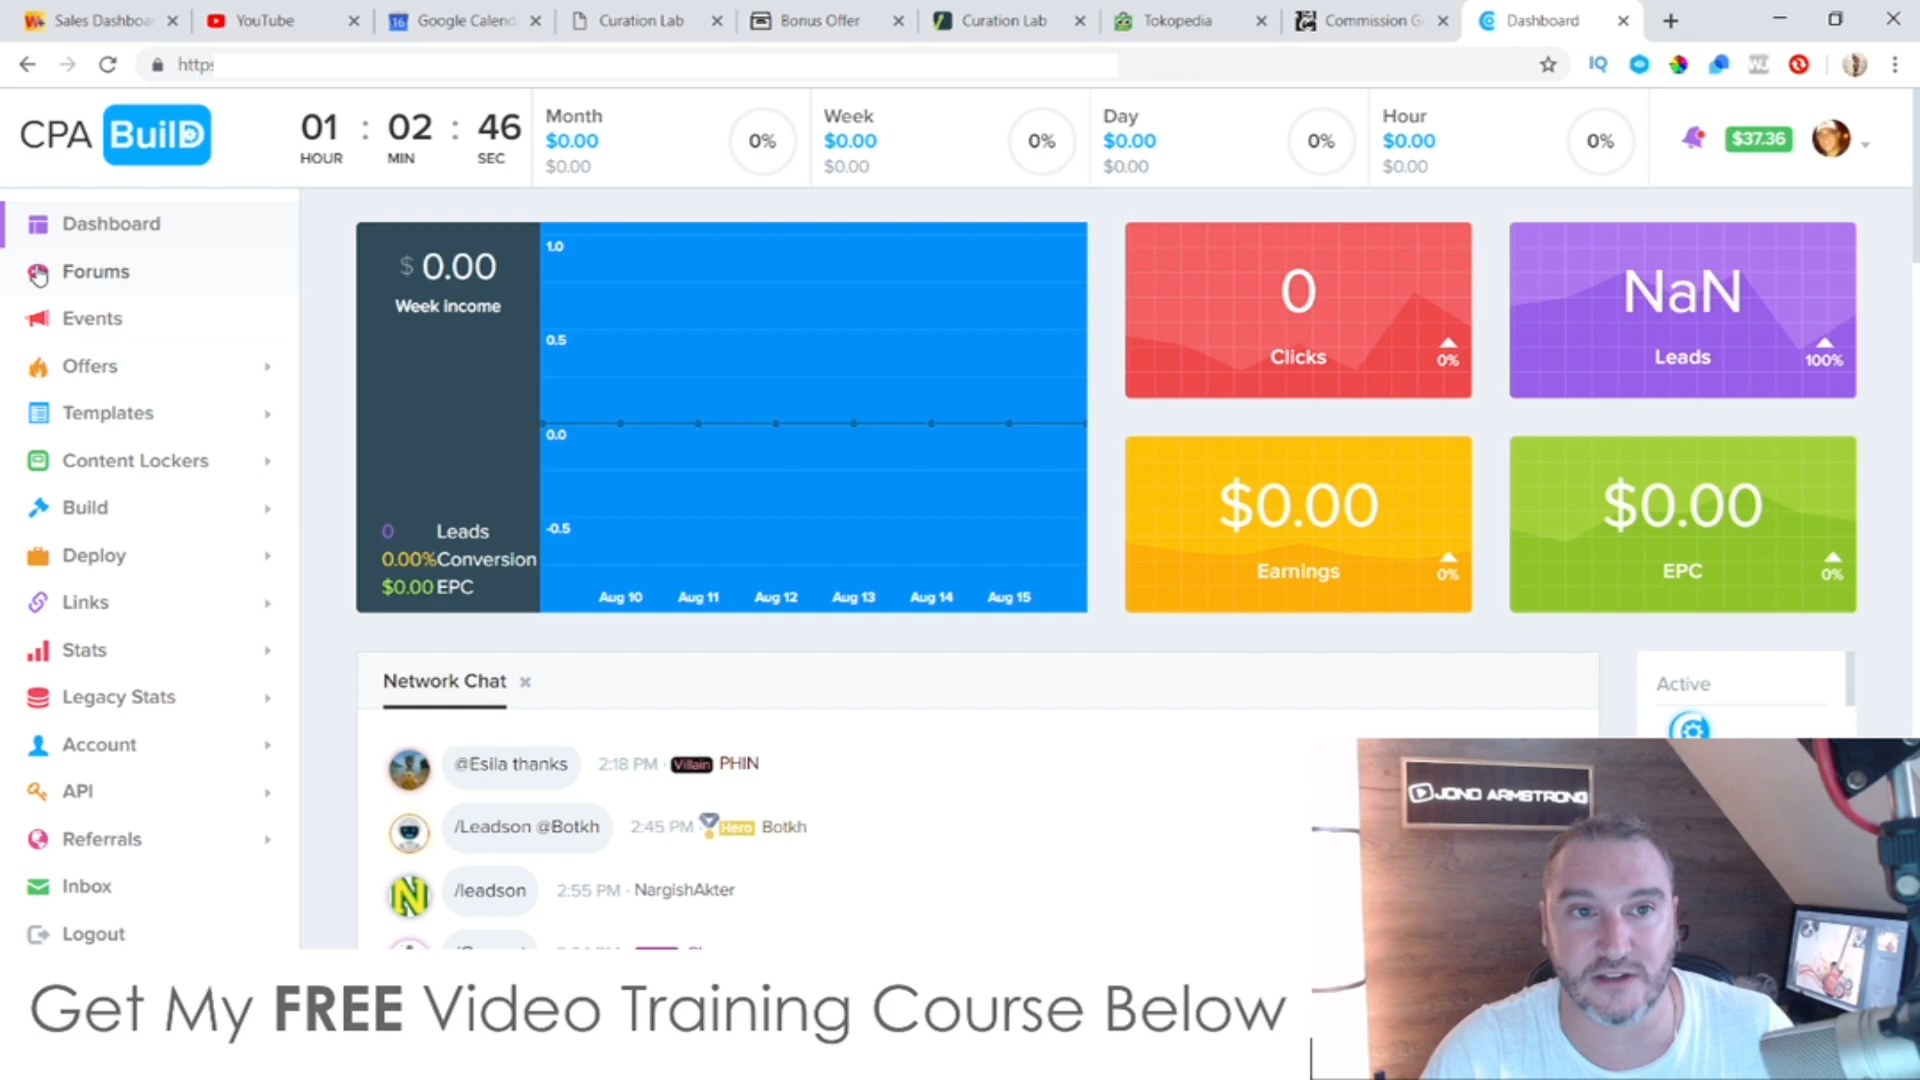 Sales Dashboa
YouTube
Google Calend
Curation Lab
Bonus Offer
Curation Lab
Tokopedia
Commission G
Dashboard
https
IQ
CPA BuilD
01 : 02 : 46
HOUR MIN SEC
Month
$0.00
$0.00
0%
Week
$0.00
$0.00
0%
Day
$0.00
$0.00
0%
Hour
$0.00
$0.00
0%
$37.36
Dashboard
Forums
Events
Offers
Templates
Content Lockers
Build
Deploy
Links
Stats
Legacy Stats
Account
API
Referrals
Inbox
Logout
$ 0.00
Week income
0 Leads
0.00% Conversion
$0.00 EPC
1.0
0.5
0.0
-0.5
Aug 10 Aug 11 Aug 12 Aug 13 Aug 14 Aug 15
0
Clicks
0%
NaN
Leads
100%
$0.00
Earnings
0%
$0.00
EPC
0%
Network Chat
@Esila thanks 2:18 PM · Villain PHIN
/Leadson @Botkh 2:45 PM · Hero Botkh
/leadson 2:55 PM · NargishAkter
Active
JONO ARMSTRONG
Get My FREE Video Training Course Below